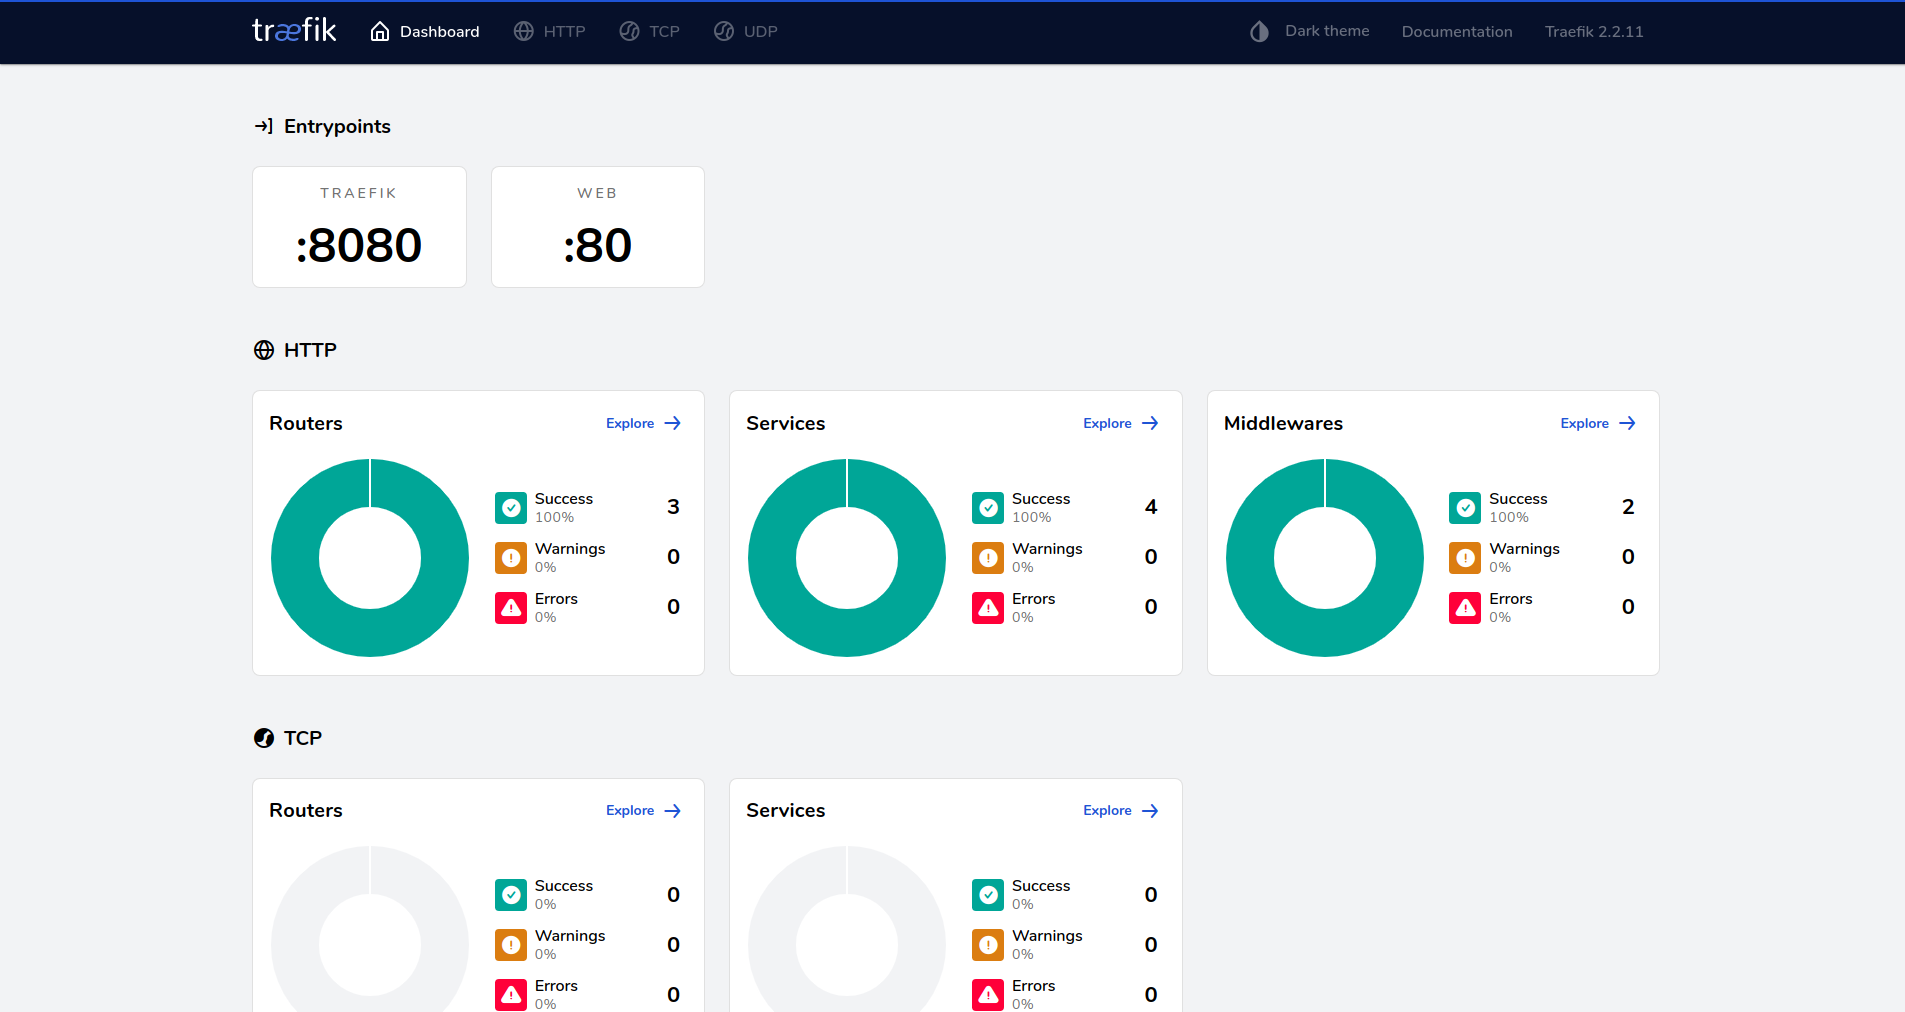 træfik Dashboard HTTP TCP UDP Dark theme Documentation Traefik 2.2.11
Entrypoints
TRAEFIK
:8080
WEB
:80
HTTP
Routers Explore
Success 3
100%
Warnings 0
0%
Errors 0
0%
Services Explore
Success 4
100%
Warnings 0
0%
Errors 0
0%
Middlewares Explore
Success 2
100%
Warnings 0
0%
Errors 0
0%
TCP
Routers Explore
Success 0
0%
Warnings 0
0%
Errors 0
0%
Services Explore
Success 0
0%
Warnings 0
0%
Errors 0
0%